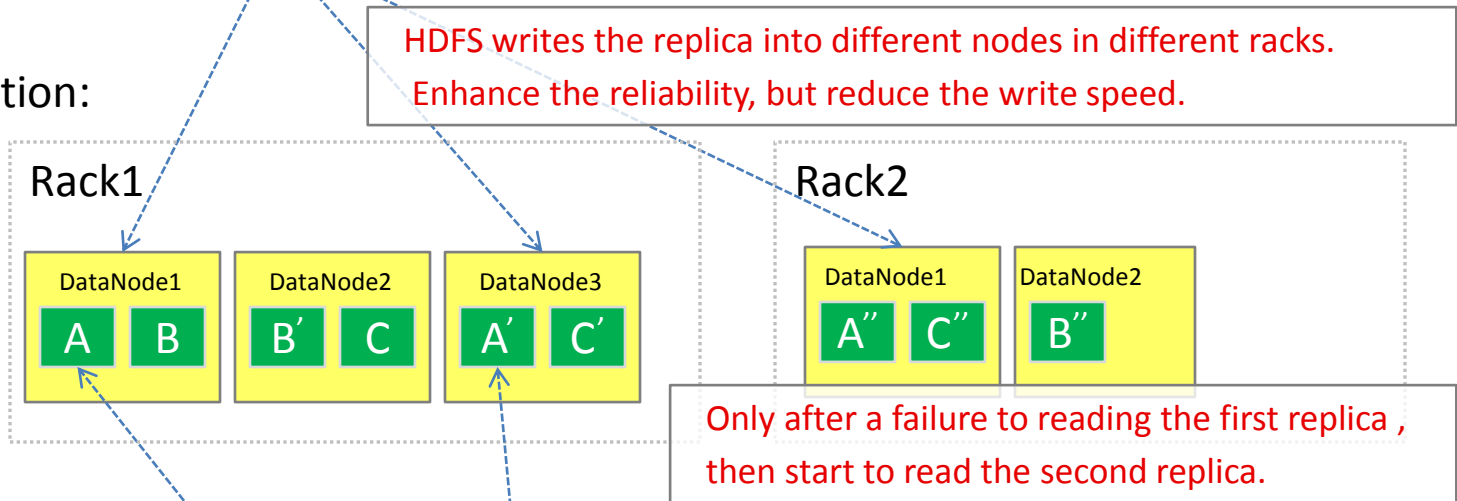 HDFS writes the replica into different nodes in different racks.
Enhance the reliability, but reduce the write speed.
tion:
Rack1
Rack2
DataNode1
DataNode2
DataNode3
DataNode1
DataNode2
A B
B′ C
A′ C′
A′′ C′′
B′′
Only after a failure to reading the first replica ,
then start to read the second replica.